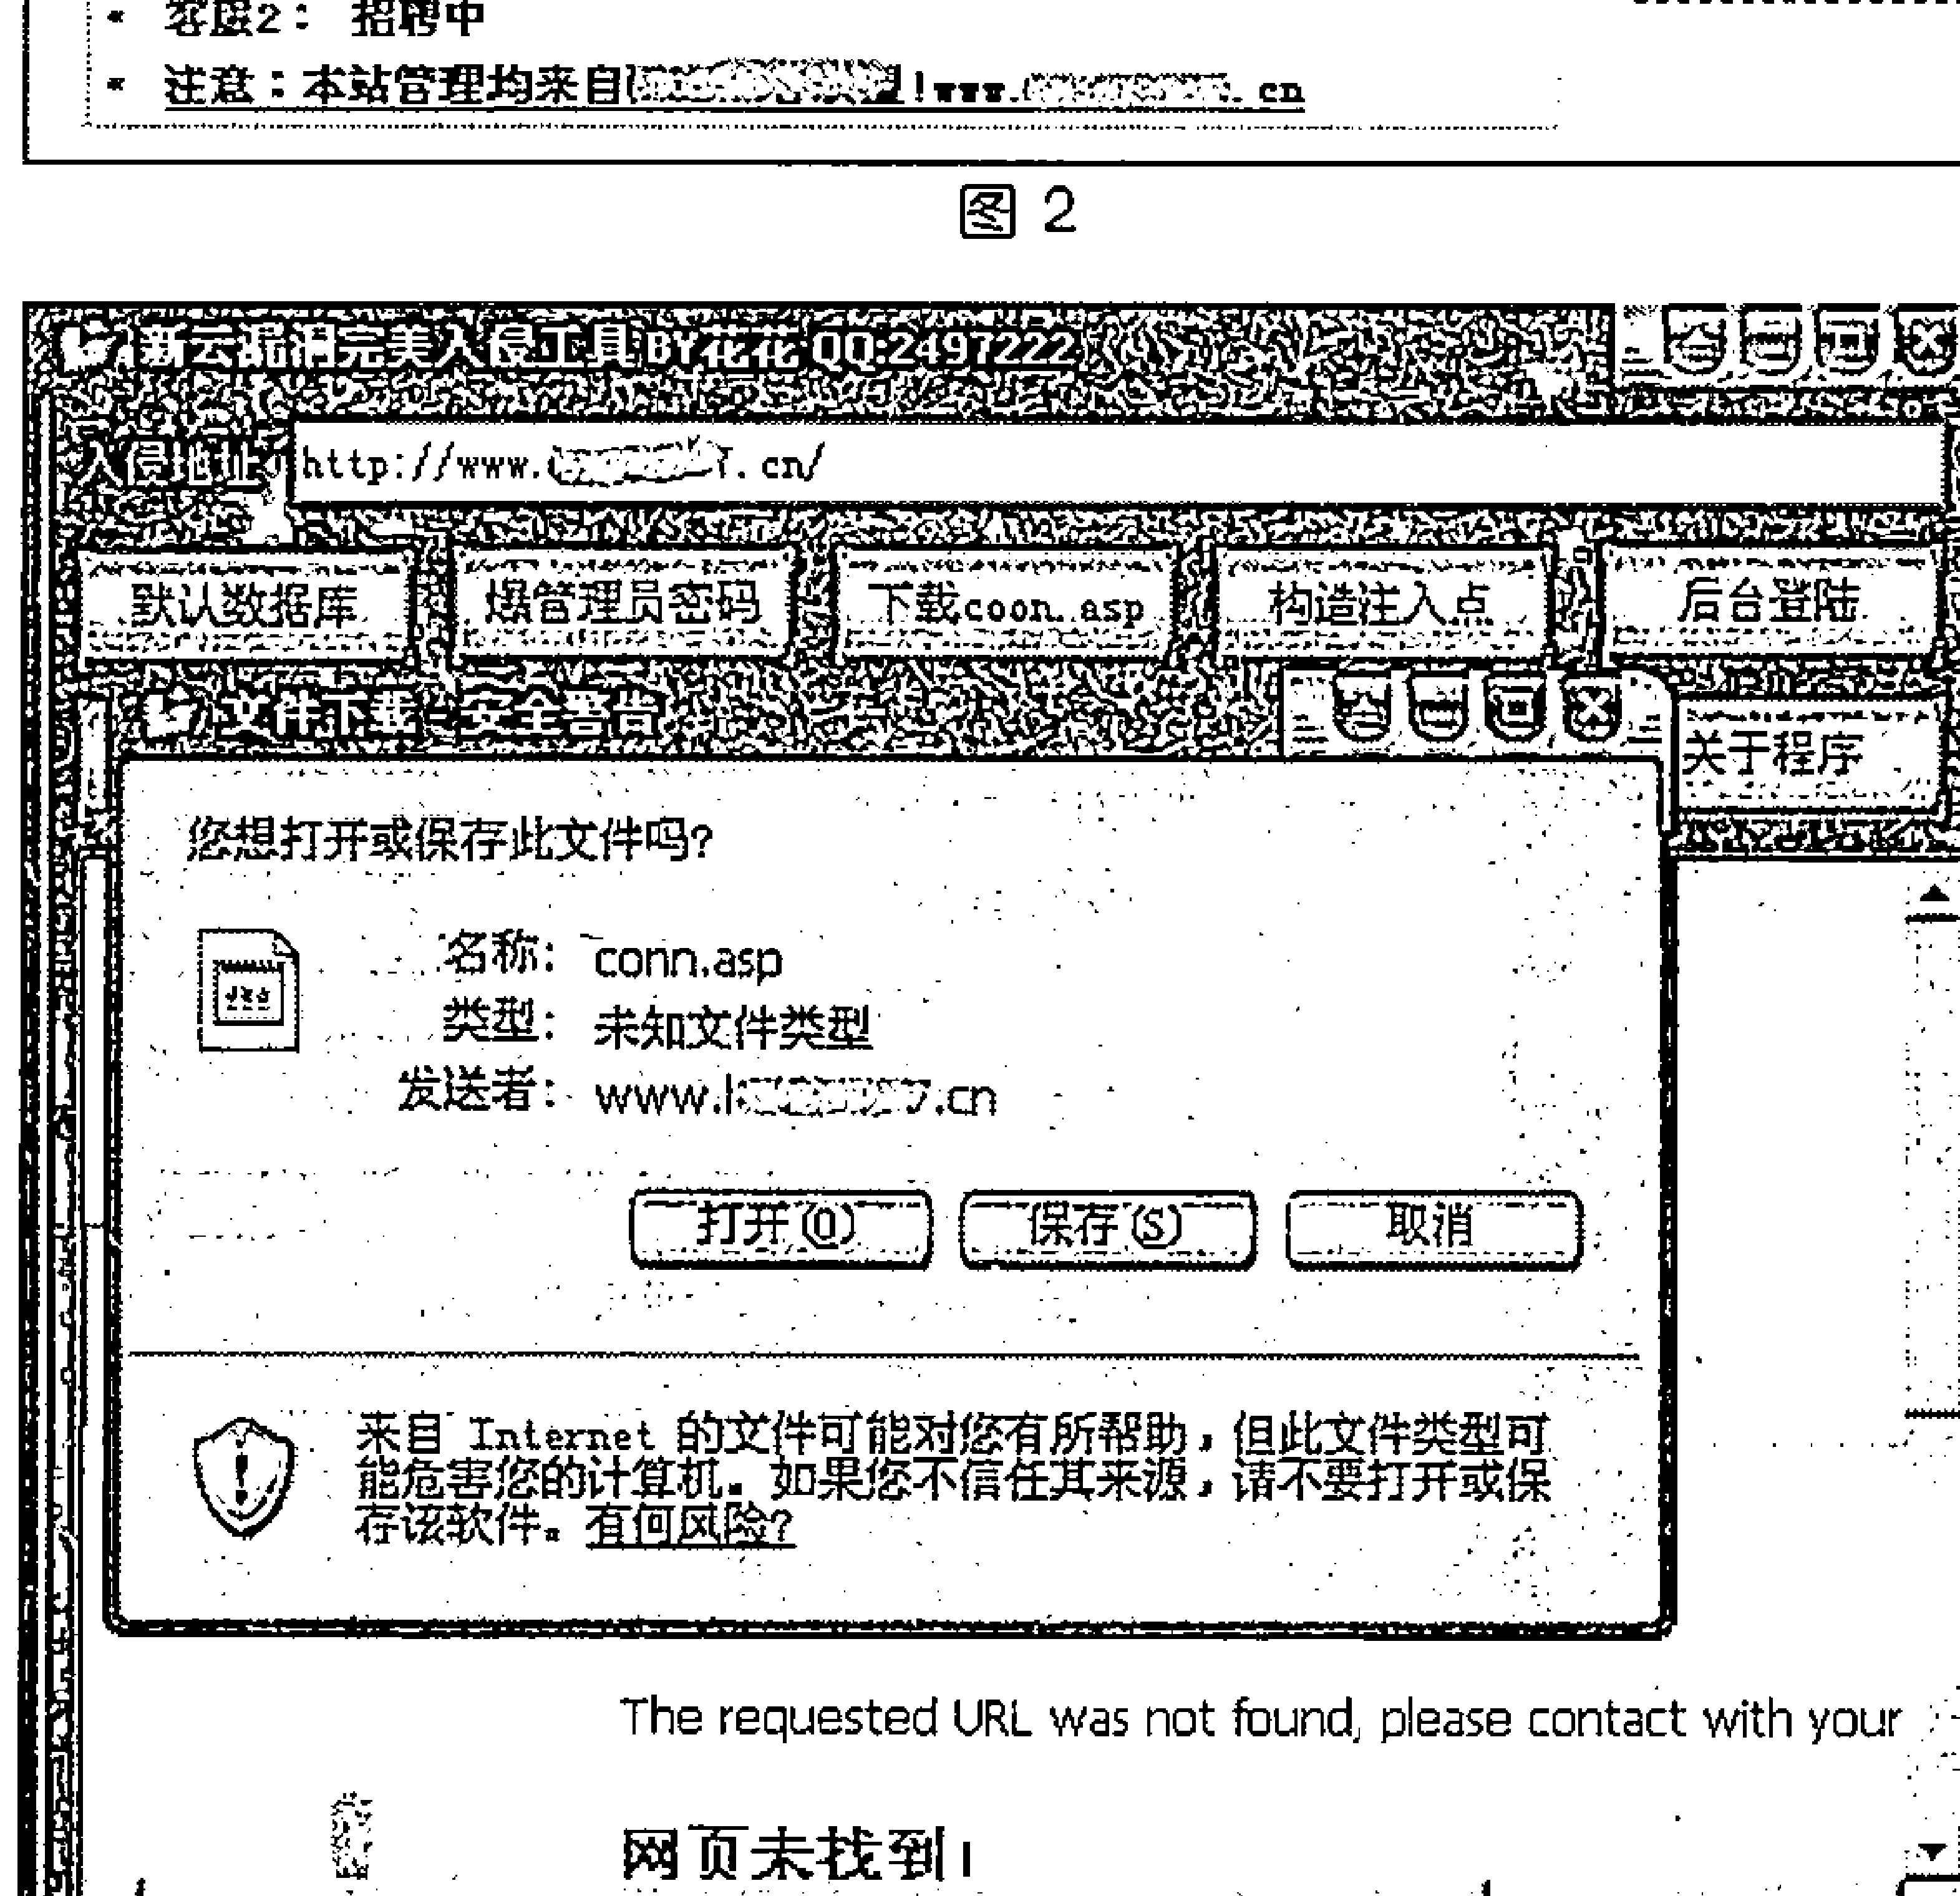 客服2： 招聘中
注意：本站管理均来自 !www. .cn
图 2
新云漏洞完美入侵工具BY花花 QQ:2497222
入侵地址 http://www. .cn/
默认数据库 爆管理员密码 下载coon.asp 构造注入点 后台登陆
文件下载 - 安全警告
关于程序
您想打开或保存此文件吗?
名称: conn.asp
类型: 未知文件类型
发送者: www. .cn
打开(O) 保存(S) 取消
来自 Internet 的文件可能对您有所帮助，但此文件类型可
能危害您的计算机。如果您不信任其来源，请不要打开或保
存该软件。有何风险?
The requested URL was not found, please contact with your
网页未找到!